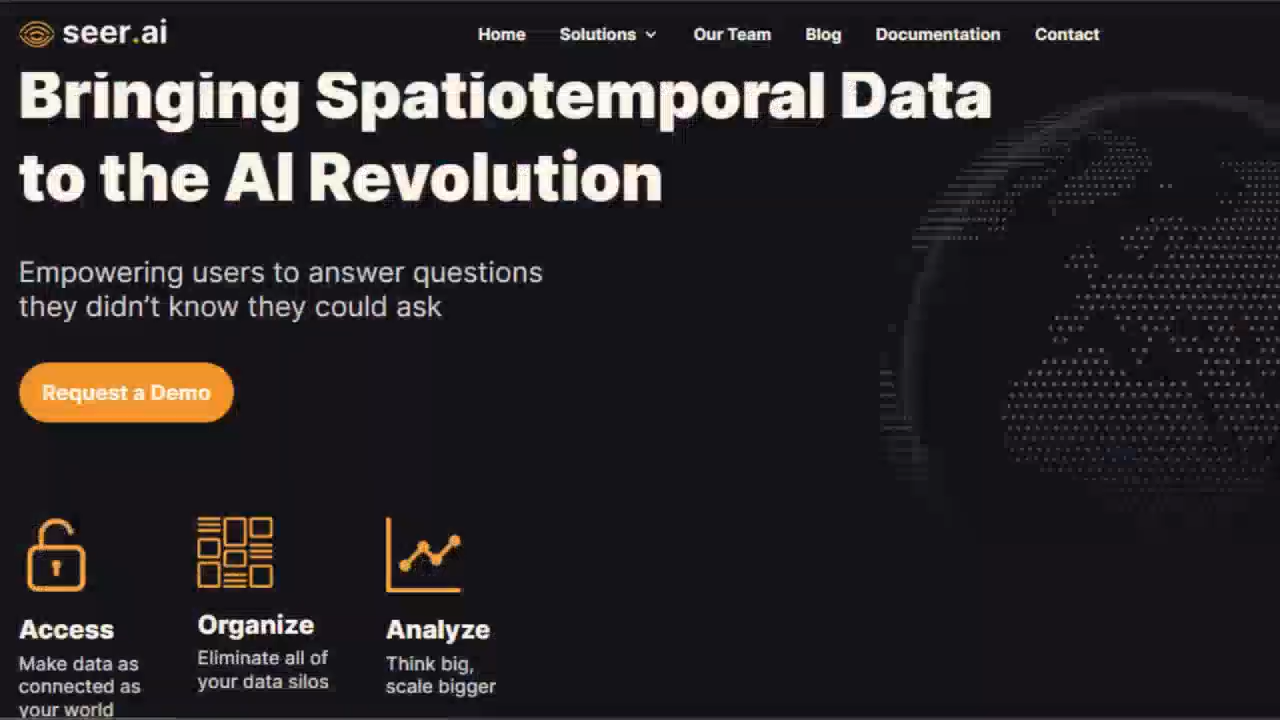 seer.ai
Home Solutions Our Team Blog Documentation Contact
Bringing Spatiotemporal Data
to the AI Revolution
Empowering users to answer questions
they didn’t know they could ask
Request a Demo
Access
Make data as
connected as
your world
Organize
Eliminate all of
your data silos
Analyze
Think big,
scale bigger